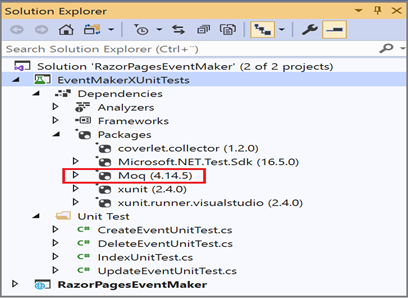 Solution Explorer
Search Solution Explorer (Ctrl+¨)
Solution 'RazorPagesEventMaker' (2 of 2 projects)
EventMakerXUnitTests
Dependencies
Analyzers
Frameworks
Packages
coverlet.collector (1.2.0)
Microsoft.NET.Test.Sdk (16.5.0)
Moq (4.14.5)
xunit (2.4.0)
xunit.runner.visualstudio (2.4.0)
Unit Test
C# CreateEventUnitTest.cs
C# DeleteEventUnitTest.cs
C# IndexUnitTest.cs
C# UpdateEventUnitTest.cs
RazorPagesEventMaker